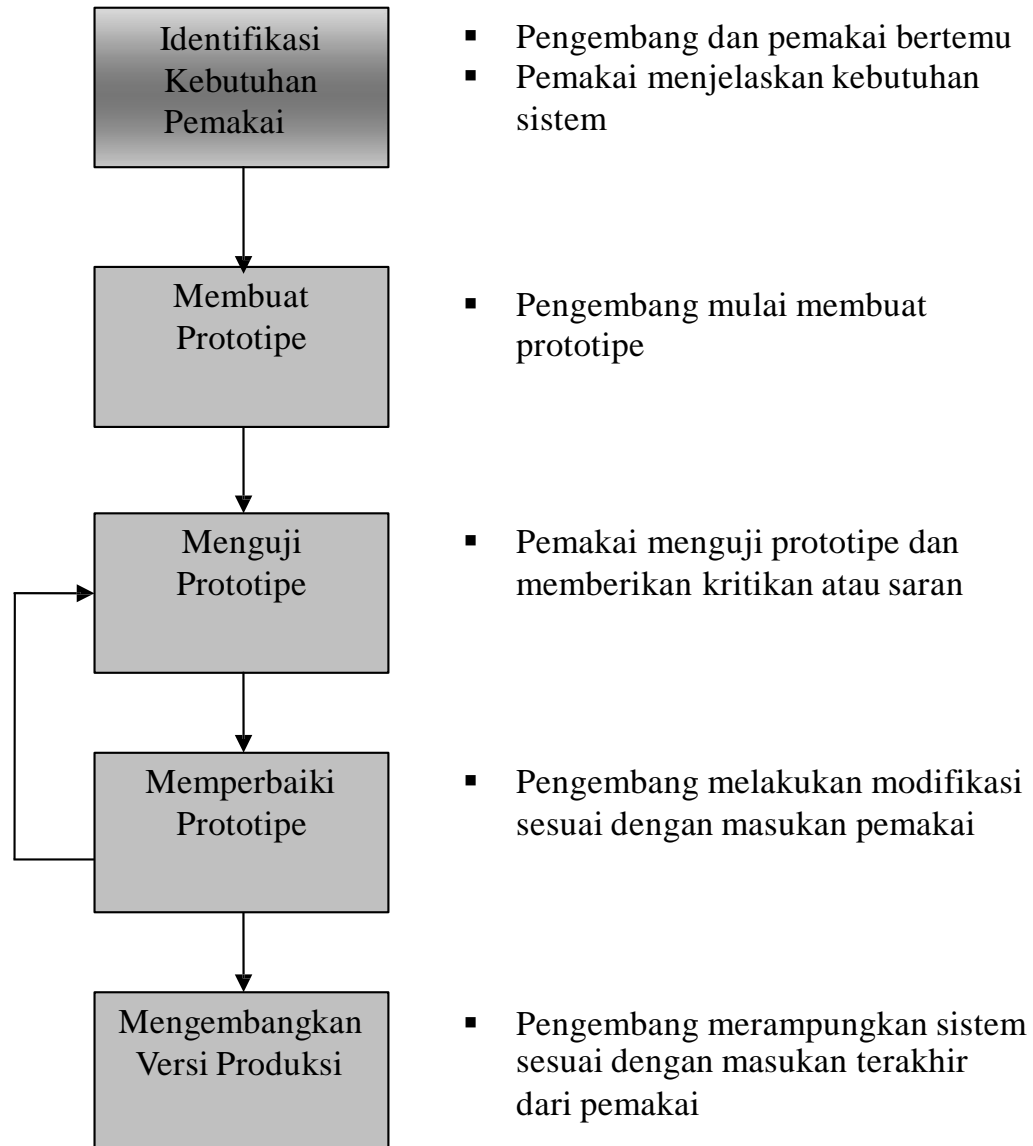 Identifikasi
Kebutuhan
Pemakai
▪ Pengembang dan pemakai bertemu
▪ Pemakai menjelaskan kebutuhan
sistem
Membuat
Prototipe
▪ Pengembang mulai membuat
prototipe
Menguji
Prototipe
▪ Pemakai menguji prototipe dan
memberikan kritikan atau saran
Memperbaiki
Prototipe
▪ Pengembang melakukan modifikasi
sesuai dengan masukan pemakai
Mengembangkan
Versi Produksi
▪ Pengembang merampungkan sistem
sesuai dengan masukan terakhir
dari pemakai